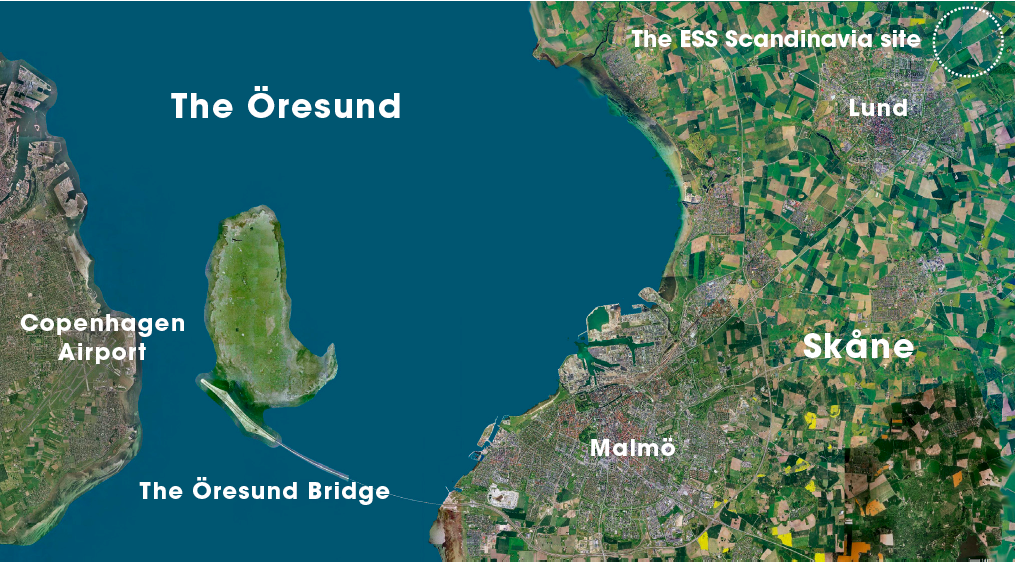 The ESS Scandinavia site
The Öresund
Lund
Copenhagen
Airport
Skåne
Malmö
The Öresund Bridge